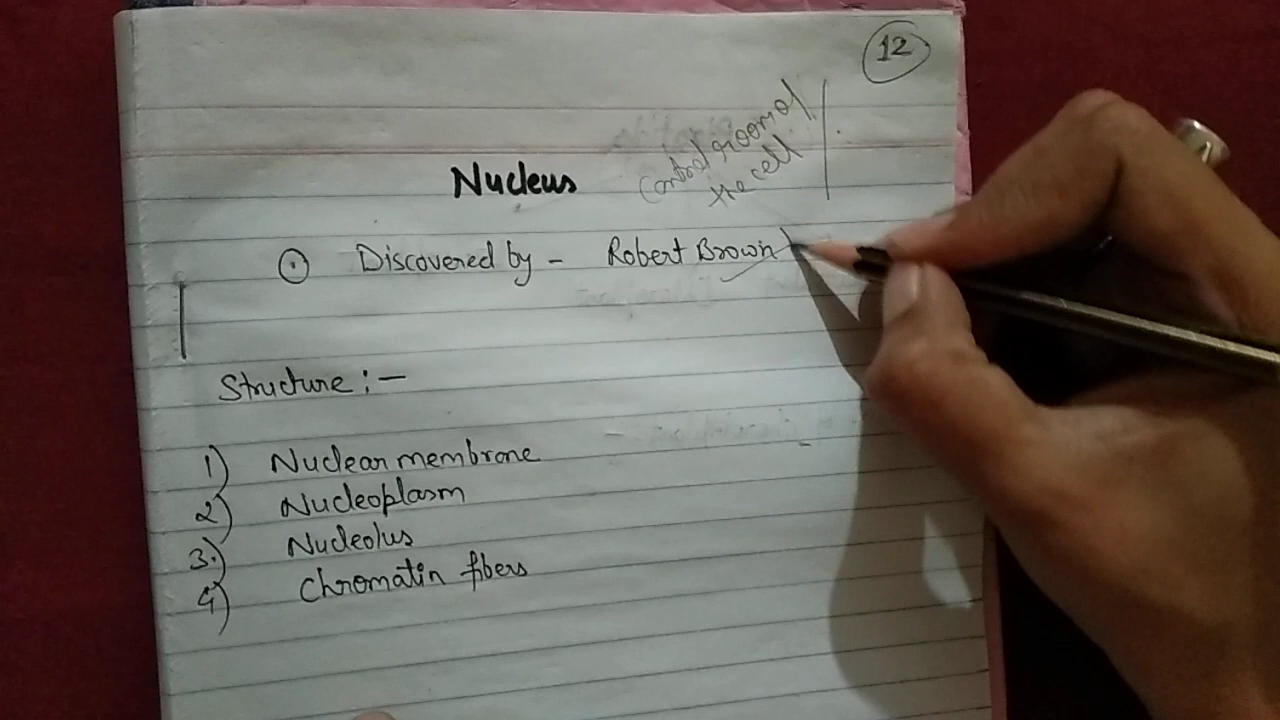 12
Control room of
the cell
Nucleus
Discovered by - Robert Brown
Structure :-
1) Nuclear membrane
2) Nucleoplasm
3.) Nucleolus
4) Chromatin fibers